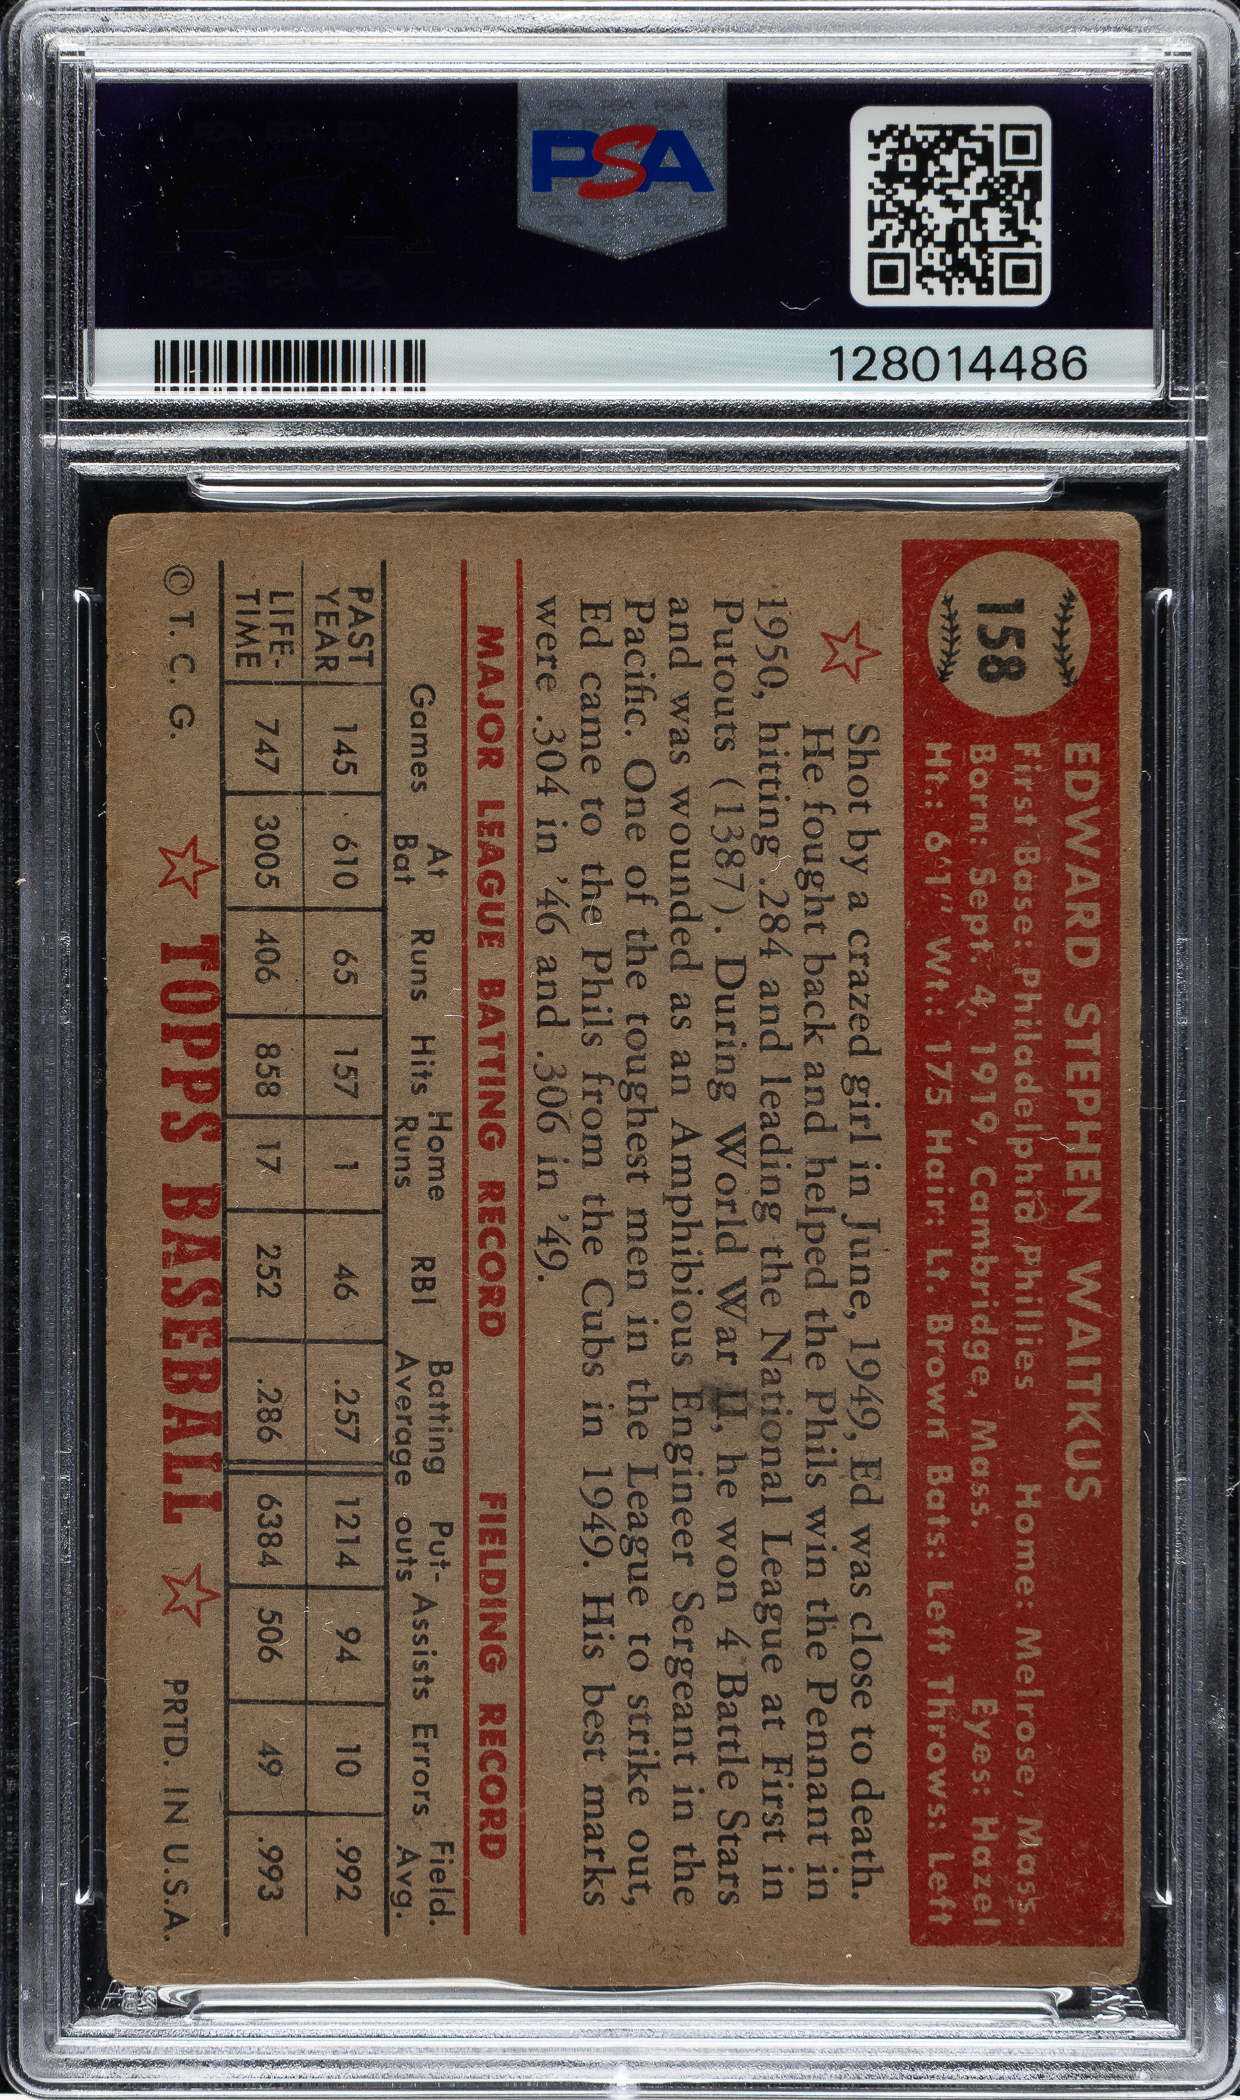 PSA
128014486
158
EDWARD STEPHEN WAITKUS
First Base: Philadelphia Phillies Home: Melrose, Mass.
Born: Sept. 4, 1919, Cambridge, Mass. Eyes: Hazel
Ht.: 6'1" Wt.: 175 Hair: Lt. Brown Bats: Left Throws: Left
Shot by a crazed girl in June, 1949, Ed was close to death.
He fought back and helped the Phils win the Pennant in
1950, hitting .284 and leading the National League at First in
Putouts (1387). During World War II, he won 4 Battle Stars
and was wounded as an Amphibious Engineer Sergeant in the
Pacific. One of the toughest men in the League to strike out,
Ed came to the Phils from the Cubs in 1949. His best marks
were .304 in '46 and .306 in '49.
MAJOR LEAGUE BATTING RECORD FIELDING RECORD
Games At Bat Runs Hits Home Runs RBI Batting Average Put-outs Assists Errors Field. Avg.
PAST YEAR 145 610 65 157 1 46 .257 1214 94 10 .992
LIFE-TIME 747 3005 406 858 17 252 .286 6384 506 49 .993
© T. C. G. TOPPS BASEBALL PRTD. IN U.S.A.